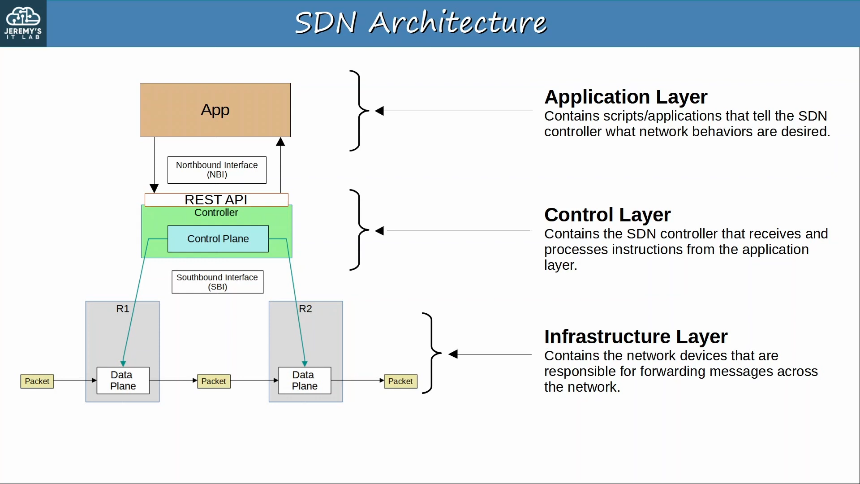 JEREMY'S
IT LAB
SDN Architecture
App
Northbound Interface
(NBI)
REST API
Controller
Control Plane
Southbound Interface
(SBI)
R1
R2
Packet
Data
Plane
Packet
Data
Plane
Packet
Application Layer
Contains scripts/applications that tell the SDN
controller what network behaviors are desired.
Control Layer
Contains the SDN controller that receives and
processes instructions from the application
layer.
Infrastructure Layer
Contains the network devices that are
responsible for forwarding messages across
the network.